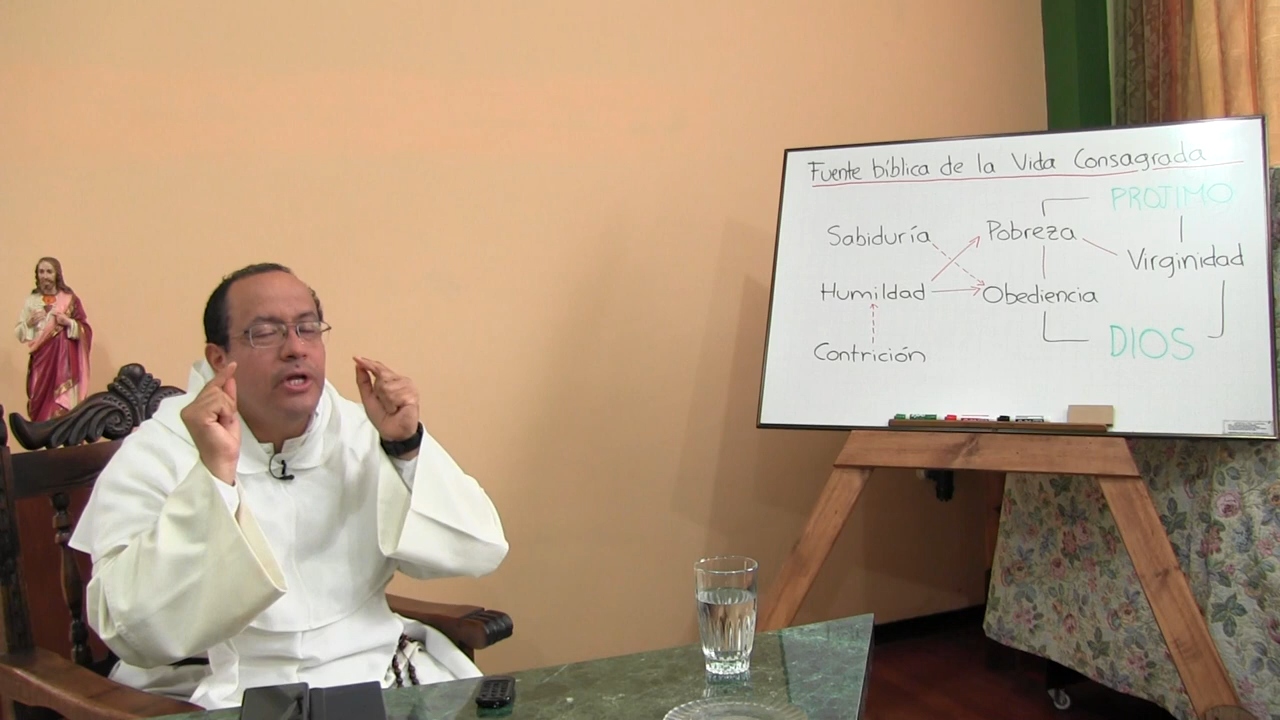 Fuente bíblica de la Vida Consagrada
PROJIMO
Sabiduría Pobreza
Virginidad
Humildad Obediencia
DIOS
Contrición